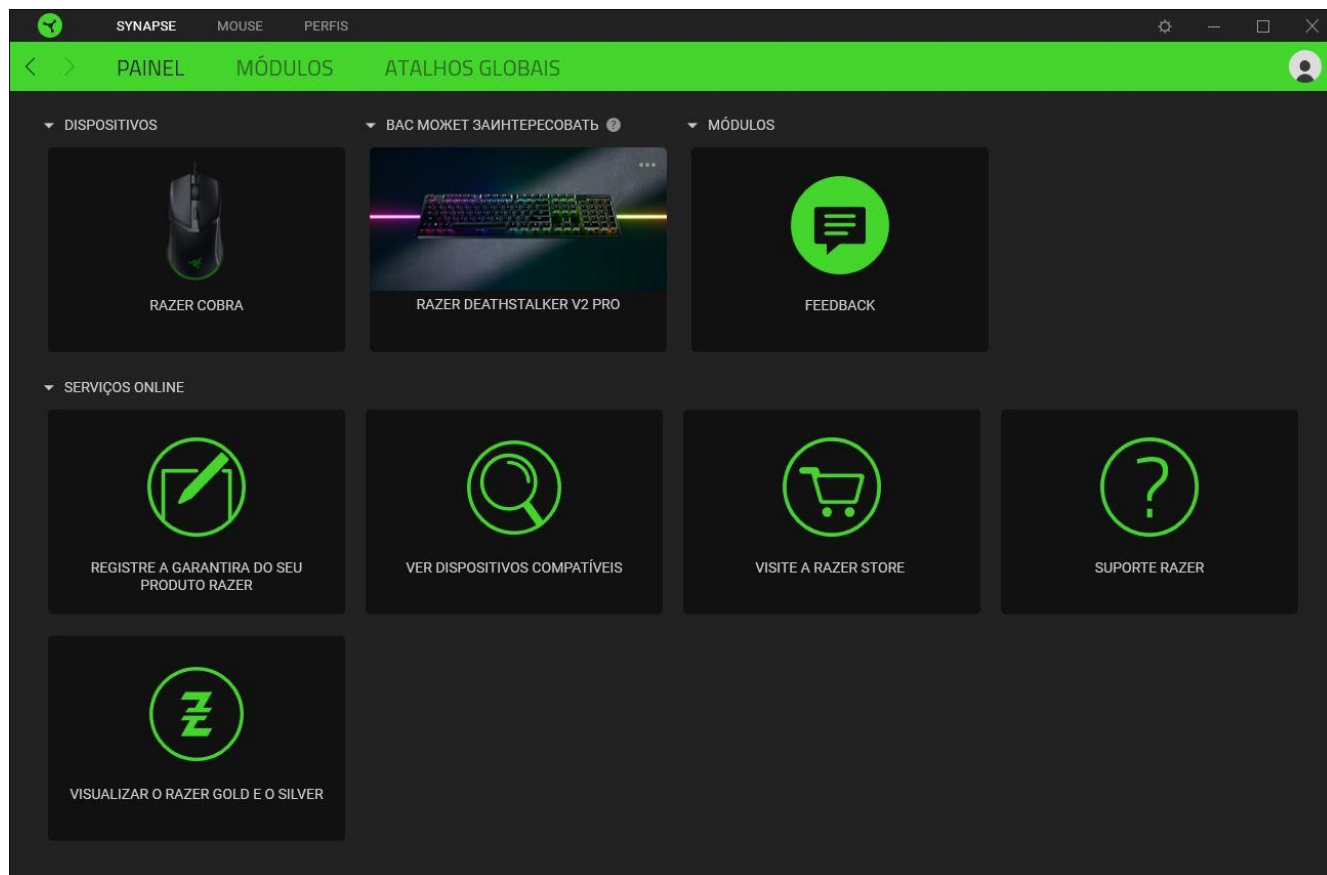 SYNAPSE MOUSE PERFIS
PAINEL MÓDULOS ATALHOS GLOBAIS
DISPOSITIVOS
ВАС МОЖЕТ ЗАИНТЕРЕСОВАТЬ ?
MÓDULOS
RAZER COBRA
RAZER DEATHSTALKER V2 PRO
FEEDBACK
SERVIÇOS ONLINE
REGISTRE A GARANTIRA DO SEU
PRODUTO RAZER
VER DISPOSITIVOS COMPATÍVEIS
VISITE A RAZER STORE
?
SUPORTE RAZER
VISUALIZAR O RAZER GOLD E O SILVER